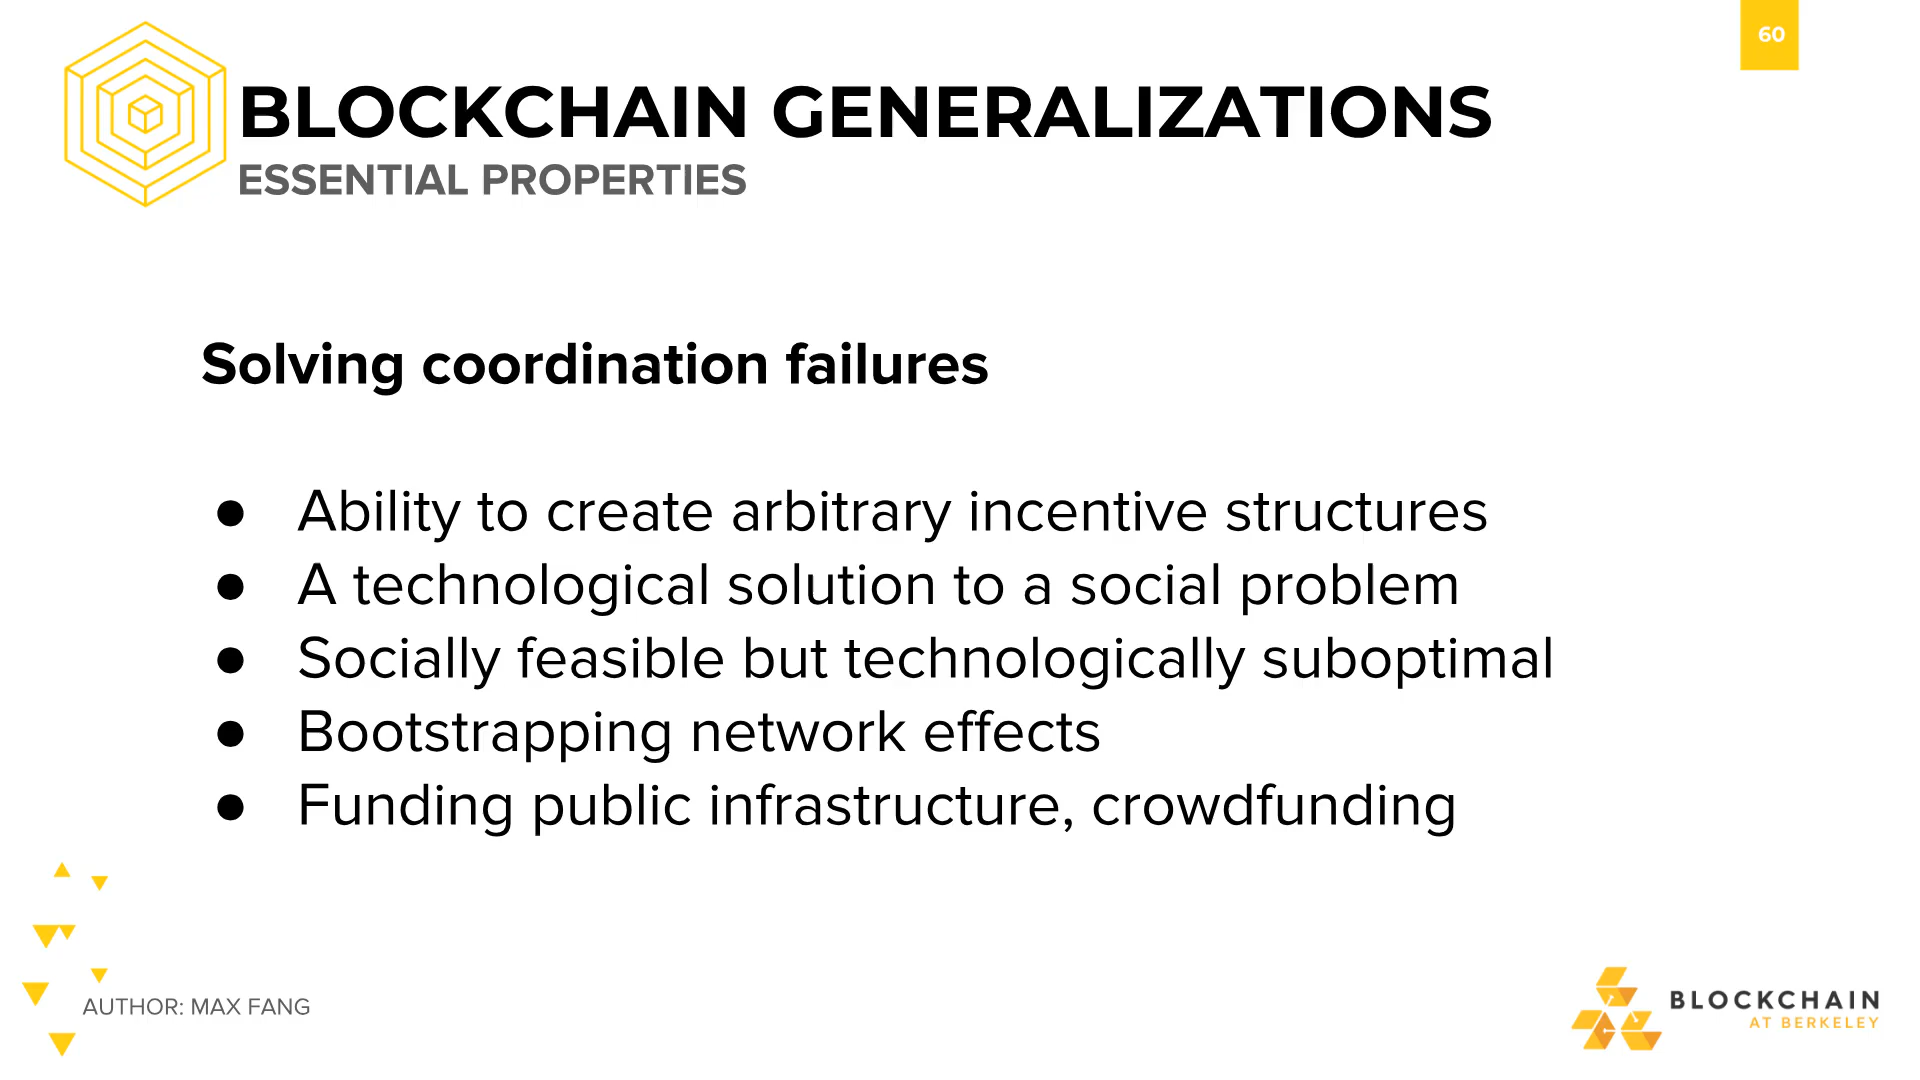 60
BLOCKCHAIN GENERALIZATIONS
ESSENTIAL PROPERTIES
Solving coordination failures
● Ability to create arbitrary incentive structures
● A technological solution to a social problem
● Socially feasible but technologically suboptimal
● Bootstrapping network effects
● Funding public infrastructure, crowdfunding
AUTHOR: MAX FANG
BLOCKCHAIN
AT BERKELEY